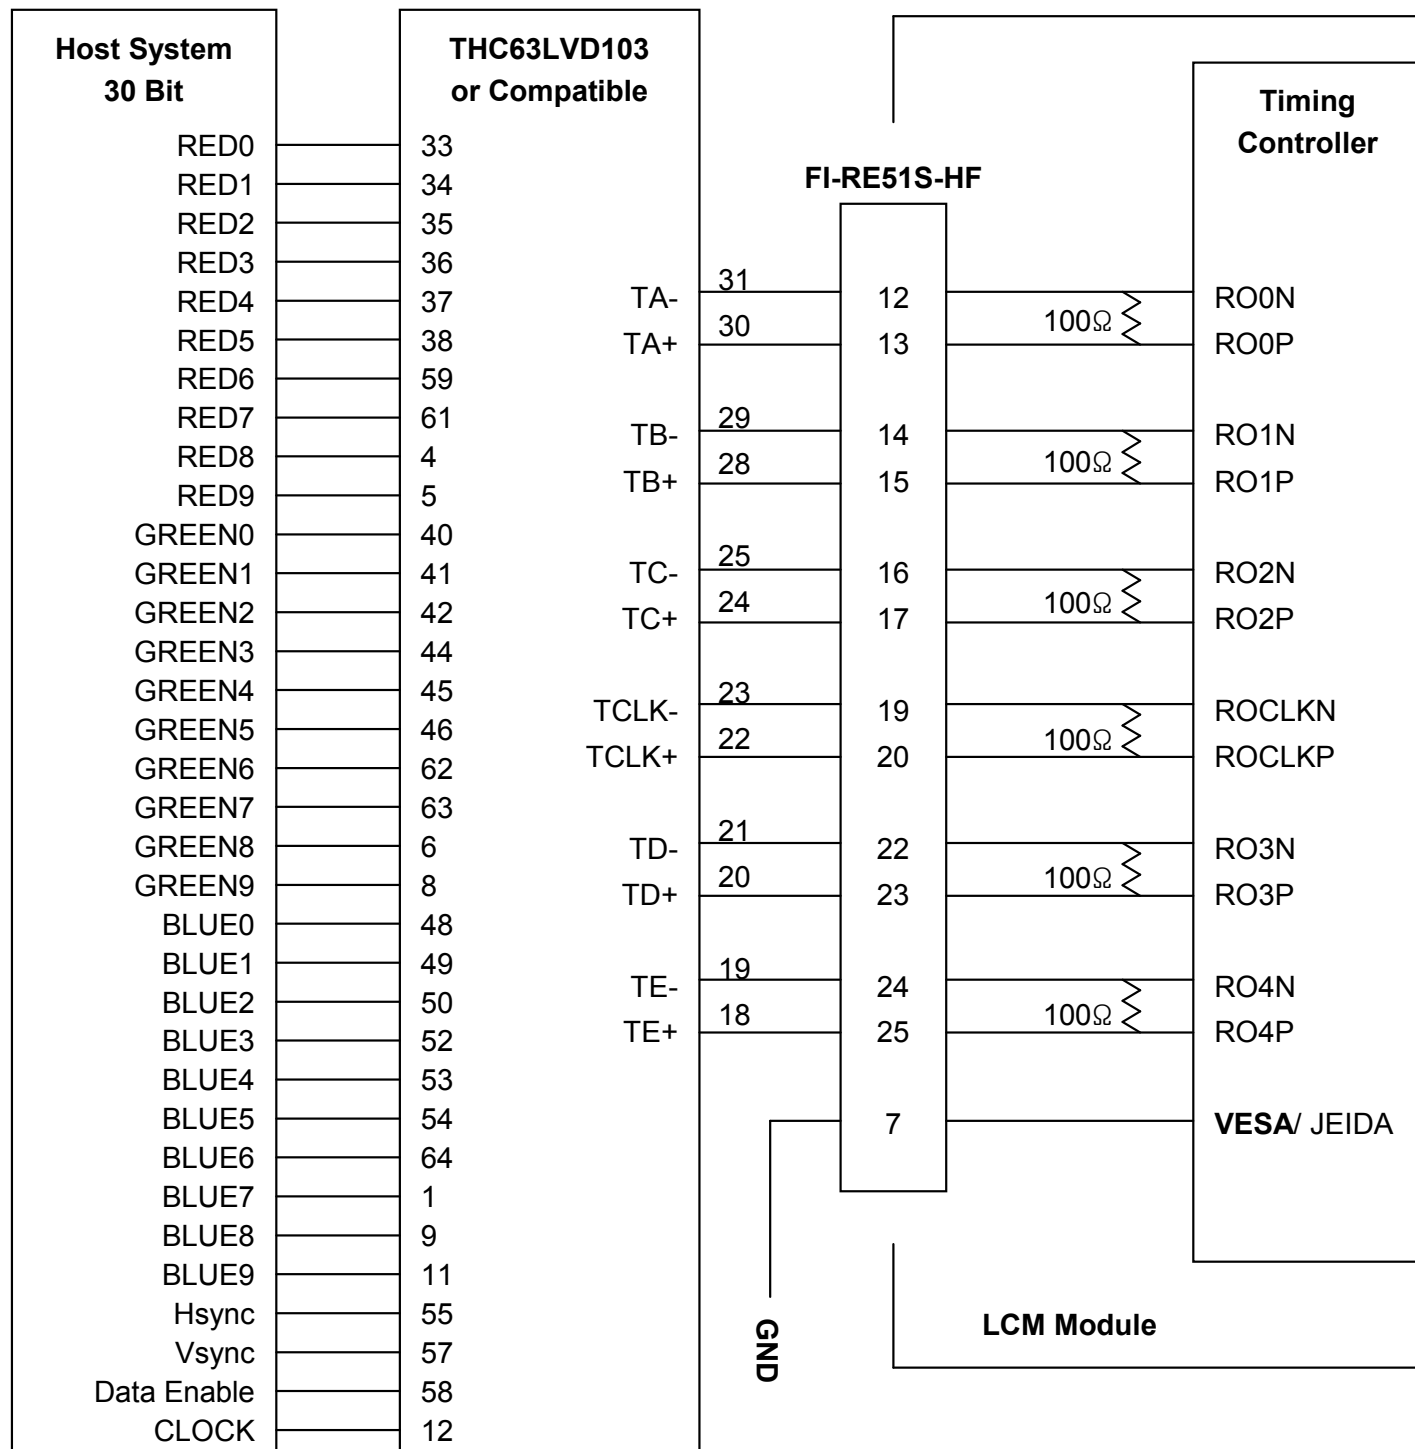 Host System
30 Bit
RED0
RED1
RED2
RED3
RED4
RED5
RED6
RED7
RED8
RED9
GREEN0
GREEN1
GREEN2
GREEN3
GREEN4
GREEN5
GREEN6
GREEN7
GREEN8
GREEN9
BLUE0
BLUE1
BLUE2
BLUE3
BLUE4
BLUE5
BLUE6
BLUE7
BLUE8
BLUE9
Hsync
Vsync
Data Enable
CLOCK
THC63LVD103
or Compatible
33
34
35
36
37
38
59
61
4
5
40
41
42
44
45
46
62
63
6
8
48
49
50
52
53
54
64
1
9
11
55
57
58
12
TA-
TA+
TB-
TB+
TC-
TC+
TCLK-
TCLK+
TD-
TD+
TE-
TE+
31
30
29
28
25
24
23
22
21
20
19
18
GND
FI-RE51S-HF
12
13
14
15
16
17
19
20
22
23
24
25
7
100Ω
100Ω
100Ω
100Ω
100Ω
100Ω
LCM Module
Timing
Controller
RO0N
RO0P
RO1N
RO1P
RO2N
RO2P
ROCLKN
ROCLKP
RO3N
RO3P
RO4N
RO4P
VESA/ JEIDA